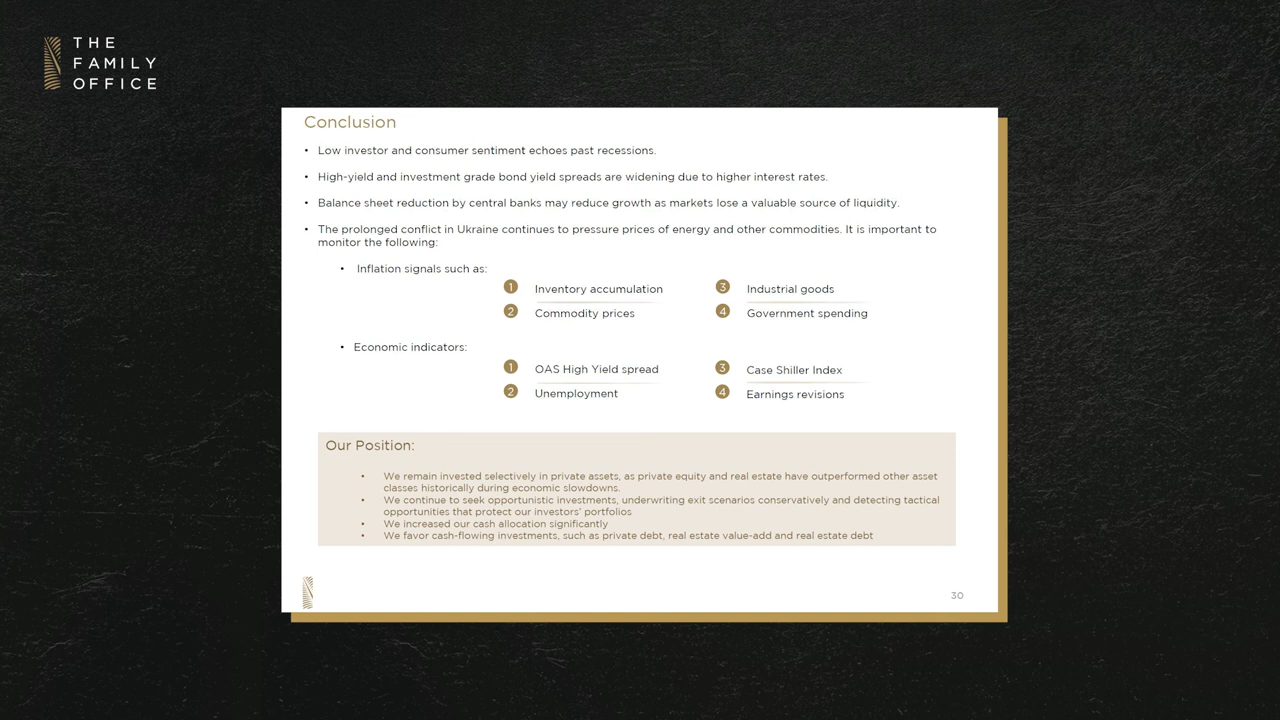 THE
FAMILY
OFFICE
Conclusion
• Low investor and consumer sentiment echoes past recessions.
• High-yield and investment grade bond yield spreads are widening due to higher interest rates.
• Balance sheet reduction by central banks may reduce growth as markets lose a valuable source of liquidity.
• The prolonged conflict in Ukraine continues to pressure prices of energy and other commodities. It is important to
monitor the following:
• Inflation signals such as:
1 Inventory accumulation
2 Commodity prices
3 Industrial goods
4 Government spending
• Economic indicators:
1 OAS High Yield spread
2 Unemployment
3 Case Shiller Index
4 Earnings revisions
Our Position:
• We remain invested selectively in private assets, as private equity and real estate have outperformed other asset
classes historically during economic slowdowns.
• We continue to seek opportunistic investments, underwriting exit scenarios conservatively and detecting tactical
opportunities that protect our investors' portfolios
• We increased our cash allocation significantly
• We favor cash-flowing investments, such as private debt, real estate value-add and real estate debt
30